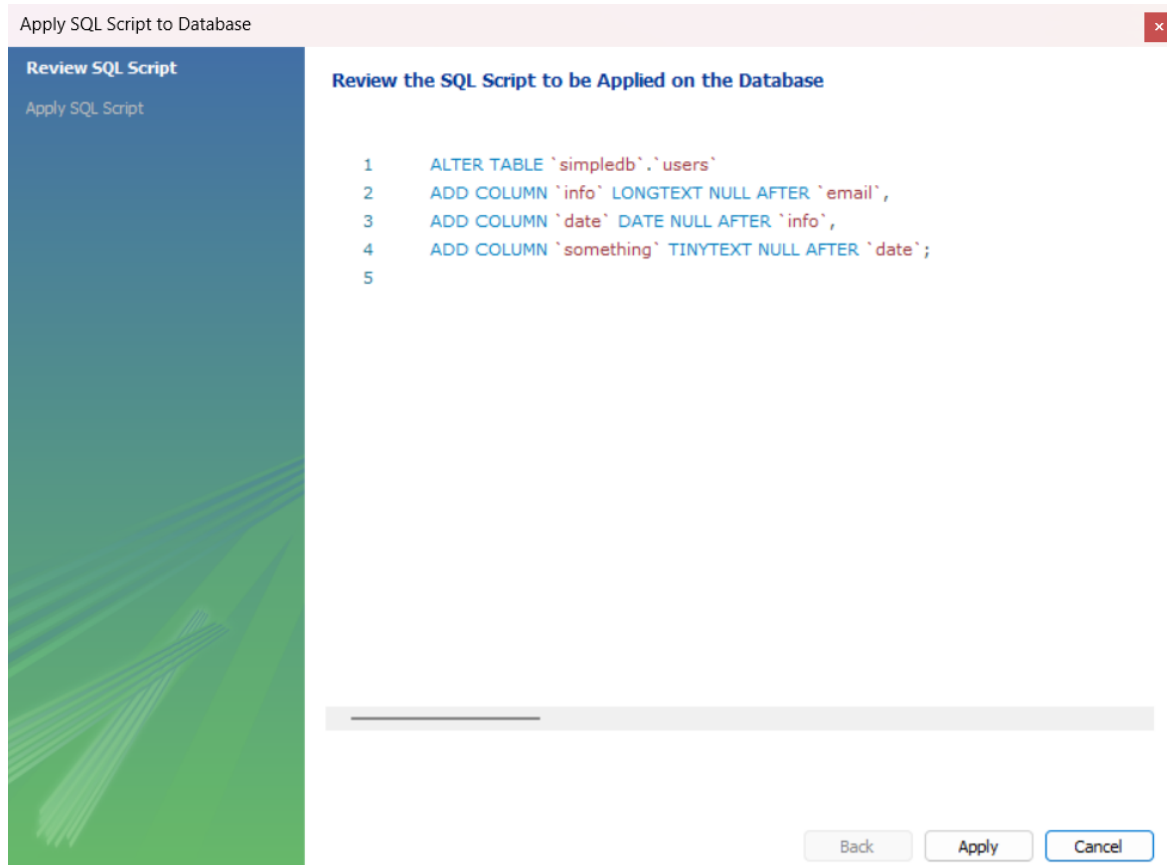 Apply SQL Script to Database
Review SQL Script
Apply SQL Script
Review the SQL Script to be Applied on the Database
1 ALTER TABLE `simpledb`.`users`
2 ADD COLUMN `info` LONGTEXT NULL AFTER `email`,
3 ADD COLUMN `date` DATE NULL AFTER `info`,
4 ADD COLUMN `something` TINYTEXT NULL AFTER `date`;
5
Back Apply Cancel